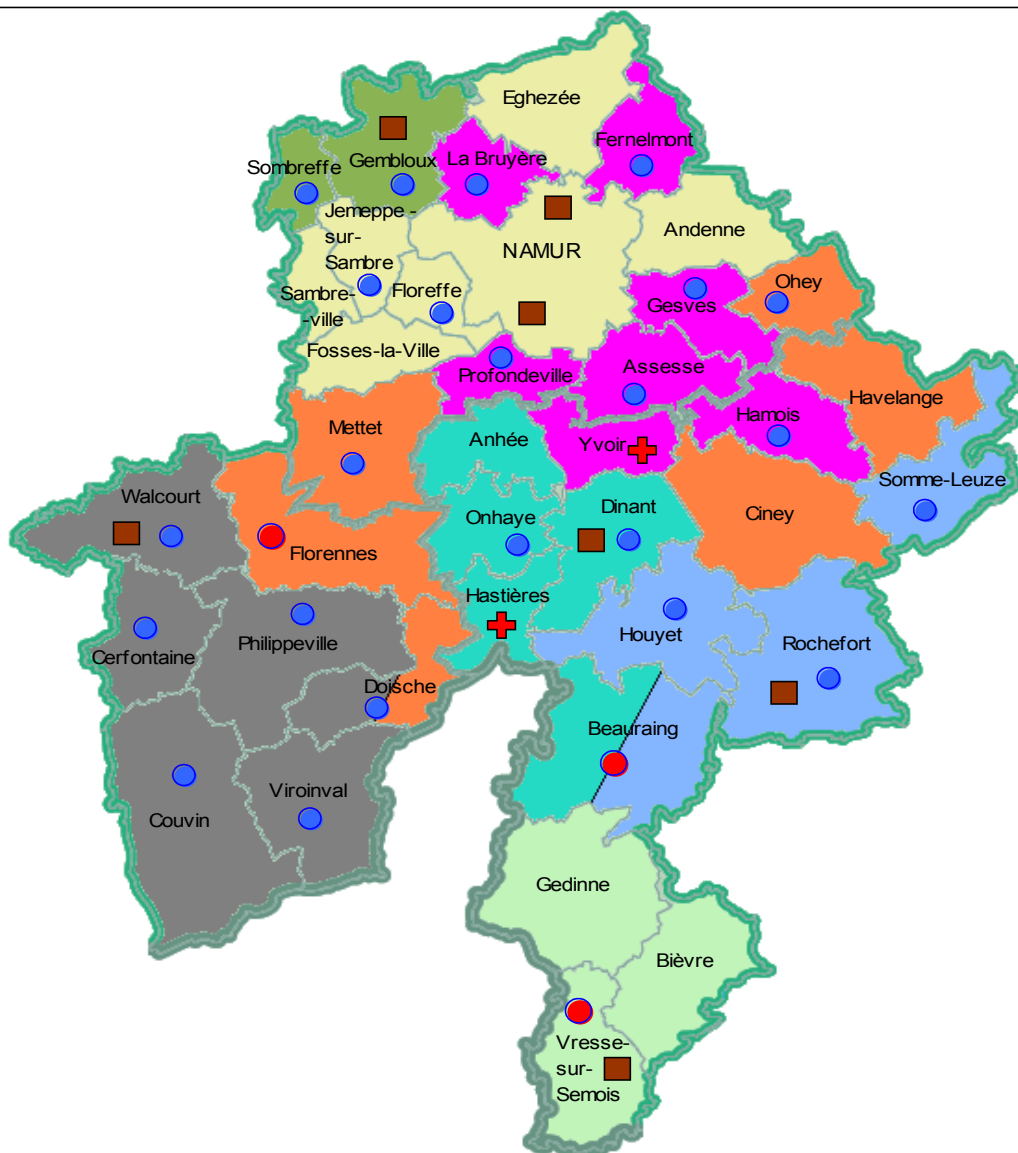 Eghezée
Fernelmont
La Bruyère
Gembloux
Sombreffe
Jemeppe -
sur-
Sambre
Andenne
NAMUR
Ohey
Floreffe
Sambre-
-ville
Gesves
Fosses-la-Ville
Profondeville
Assesse
Havelange
Hamois
Mettet
Anhée
Yvoir
Somme-Leuze
Walcourt
Onhaye
Dinant
Ciney
Florennes
Hastières
Houyet
Rochefort
Philippeville
Cerfontaine
Doische
Beauraing
Viroinval
Couvin
Gedinne
Bièvre
Vresse-
sur-
Semois